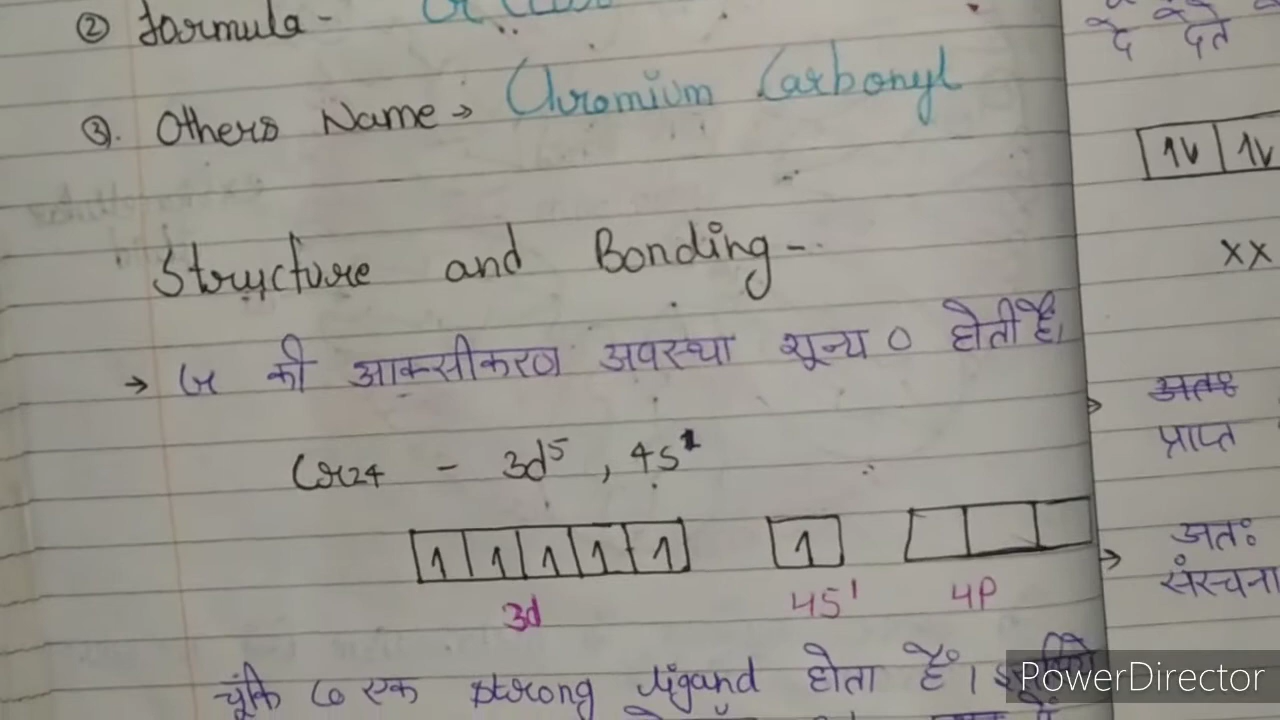 ② formula -
दे देते
③. Others Name → Chromium Carbonyl
1V 1V
Structure and Bonding -
XX
→ Cr की आक्सीकरण अवस्था शून्य 0 होती है।
अतः
Cr24 - 3d⁵, 4s¹
प्राप्त
1 1 1 1 1 1
अतः
3d 4S¹ 4P
संरचना
चूंकि CO एक strong ligand होता है।
PowerDirector